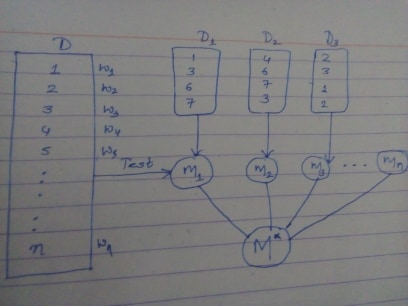 D D1 D2 D3
1 w1 1 4 2
2 w2 3 6 3
3 w3 6 7 1
4 w4 7 3 2
5 w5
Test m1 m2 m3 ... mn
.
.
.
n wn M*